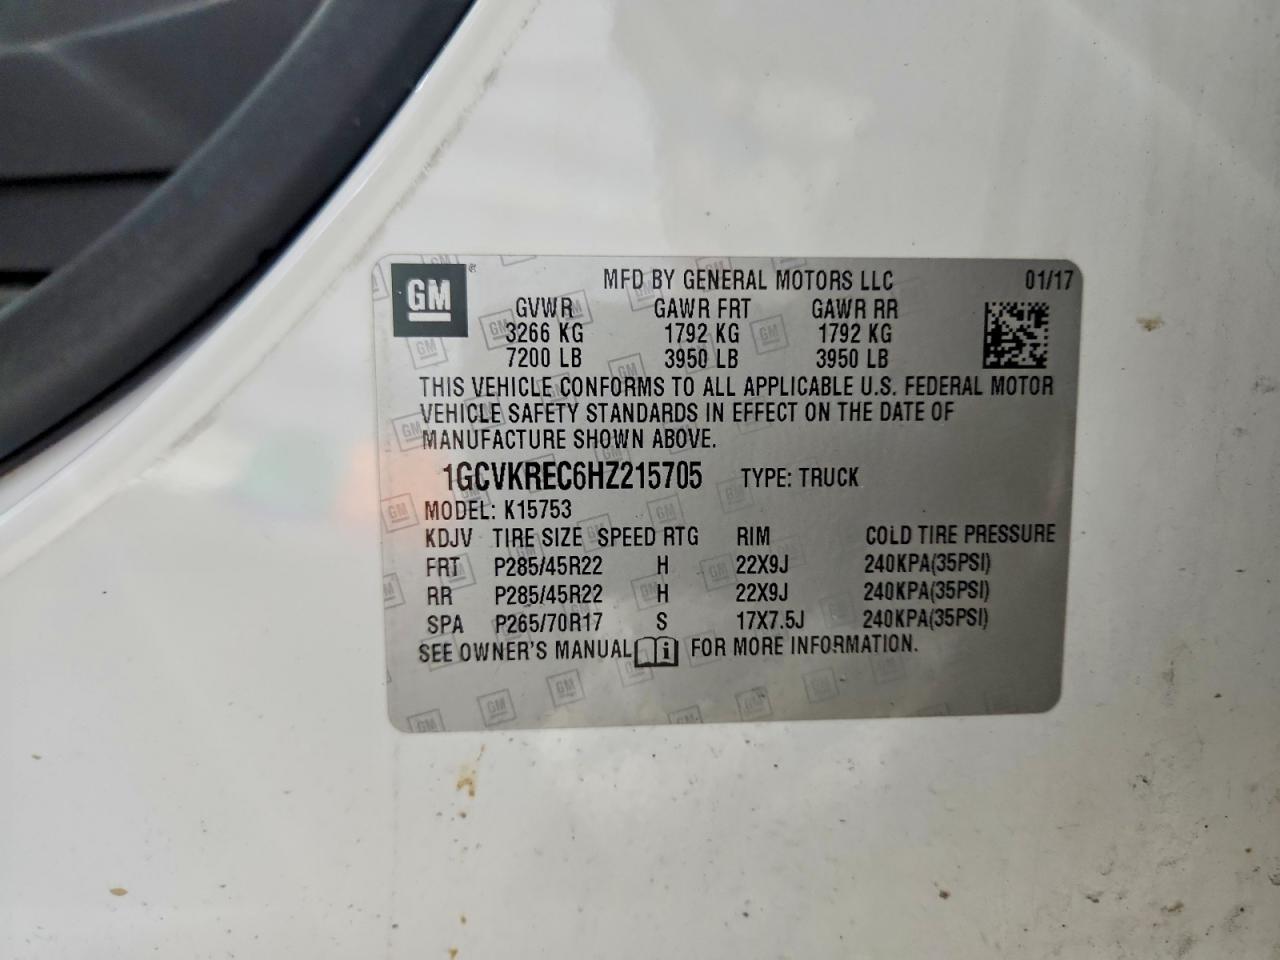 GM
MFD BY GENERAL MOTORS LLC 01/17
GVWR GAWR FRT GAWR RR
3266 KG 1792 KG 1792 KG
7200 LB 3950 LB 3950 LB
THIS VEHICLE CONFORMS TO ALL APPLICABLE U.S. FEDERAL MOTOR
VEHICLE SAFETY STANDARDS IN EFFECT ON THE DATE OF
MANUFACTURE SHOWN ABOVE.
1GCVKREC6HZ215705 TYPE: TRUCK
MODEL: K15753
KDJV TIRE SIZE SPEED RTG RIM COLD TIRE PRESSURE
FRT P285/45R22 H 22X9J 240KPA(35PSI)
RR P285/45R22 H 22X9J 240KPA(35PSI)
SPA P265/70R17 S 17X7.5J 240KPA(35PSI)
SEE OWNER'S MANUAL FOR MORE INFORMATION.